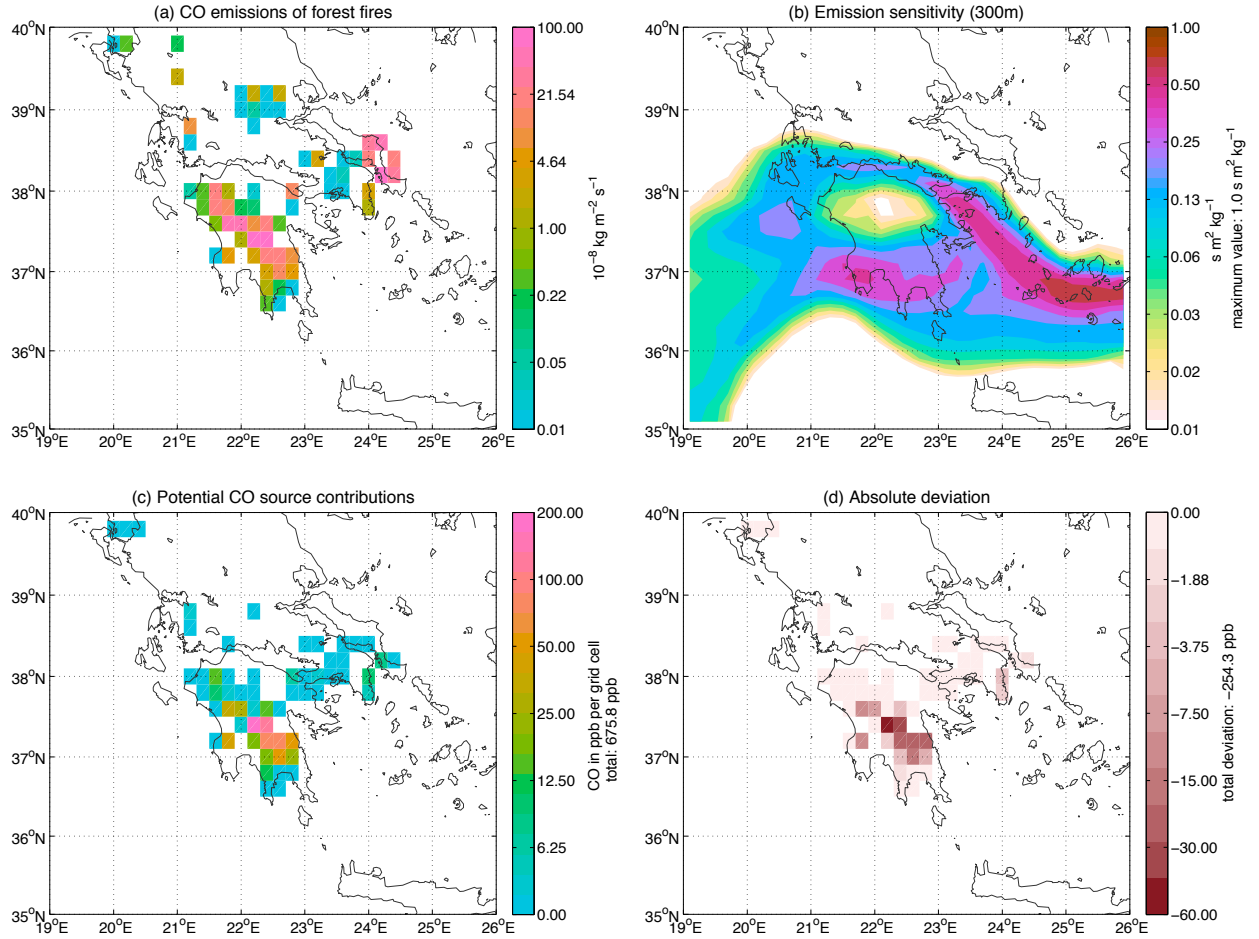 (a) CO emissions of forest fires
40°N
39°N
38°N
37°N
36°N
35°N
19°E 20°E 21°E 22°E 23°E 24°E 25°E 26°E
100.00
21.54
4.64
1.00
0.22
0.05
0.01
10⁻⁸ kg m⁻² s⁻¹
(b) Emission sensitivity (300m)
40°N
39°N
38°N
37°N
36°N
35°N
19°E 20°E 21°E 22°E 23°E 24°E 25°E 26°E
1.00
0.50
0.25
0.13
0.06
0.03
0.02
0.01
s m² kg⁻¹
maximum value: 1.0 s m² kg⁻¹
(c) Potential CO source contributions
40°N
39°N
38°N
37°N
36°N
35°N
19°E 20°E 21°E 22°E 23°E 24°E 25°E 26°E
200.00
100.00
50.00
25.00
12.50
6.25
0.00
CO in ppb per grid cell
total: 675.8 ppb
(d) Absolute deviation
40°N
39°N
38°N
37°N
36°N
35°N
19°E 20°E 21°E 22°E 23°E 24°E 25°E 26°E
0.00
−1.88
−3.75
−7.50
−15.00
−30.00
−60.00
total deviation: −254.3 ppb